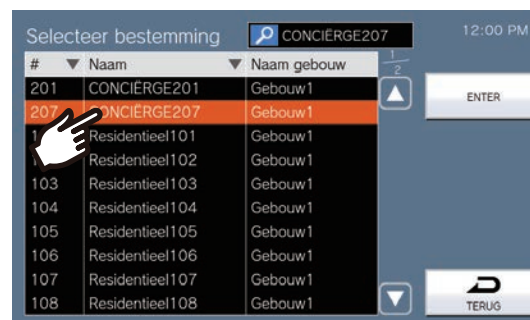 Selecteer bestemming CONCIËRGE207 12:00 PM
# Naam Naam gebouw 1/2
201 CONCIËRGE201 Gebouw1
ENTER
207 CONCIËRGE207 Gebouw1
Residentieel101 Gebouw1
Residentieel102 Gebouw1
103 Residentieel103 Gebouw1
104 Residentieel104 Gebouw1
105 Residentieel105 Gebouw1
106 Residentieel106 Gebouw1
107 Residentieel107 Gebouw1
108 Residentieel108 Gebouw1
TERUG